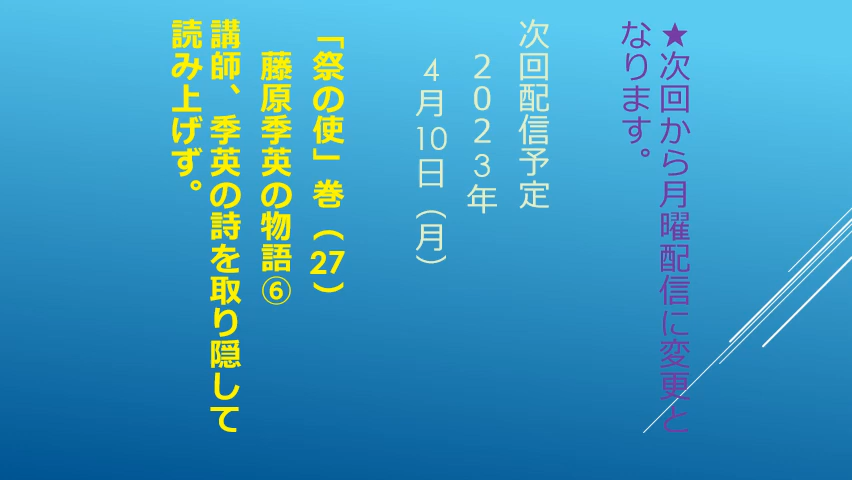 ★次回から月曜配信に変更と
なります。
次回配信予定
２０２３年
４月10日（月）
「祭の使」巻（27）
藤原季英の物語⑥
講師、季英の詩を取り隠して
読み上げず。